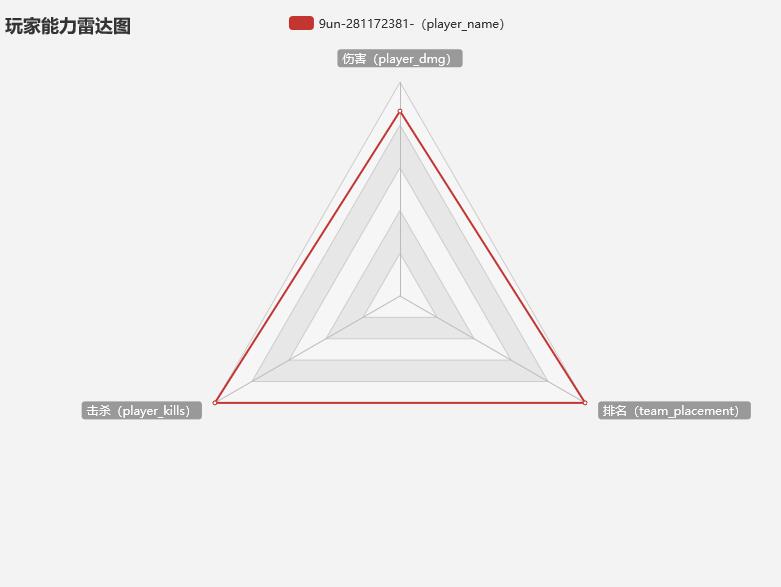 玩家能力雷达图
9un-281172381-（player_name）
伤害（player_dmg）
击杀（player_kills）
排名（team_placement）